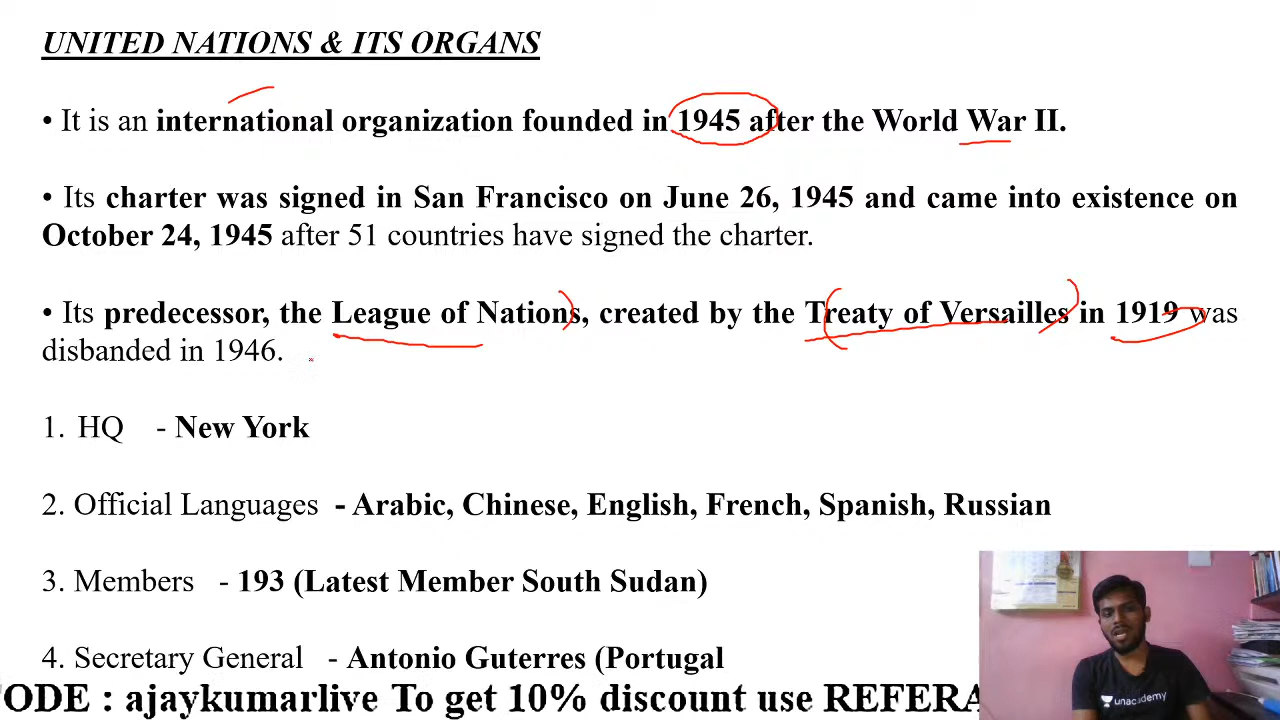 UNITED NATIONS & ITS ORGANS
• It is an international organization founded in 1945 after the World War II.
• Its charter was signed in San Francisco on June 26, 1945 and came into existence on
October 24, 1945 after 51 countries have signed the charter.
• Its predecessor, the League of Nations, created by the Treaty of Versailles in 1919 was
disbanded in 1946.
1. HQ - New York
2. Official Languages - Arabic, Chinese, English, French, Spanish, Russian
3. Members - 193 (Latest Member South Sudan)
4. Secretary General - Antonio Guterres (Portugal
ODE : ajaykumarlive To get 10% discount use REFERA
unacademy